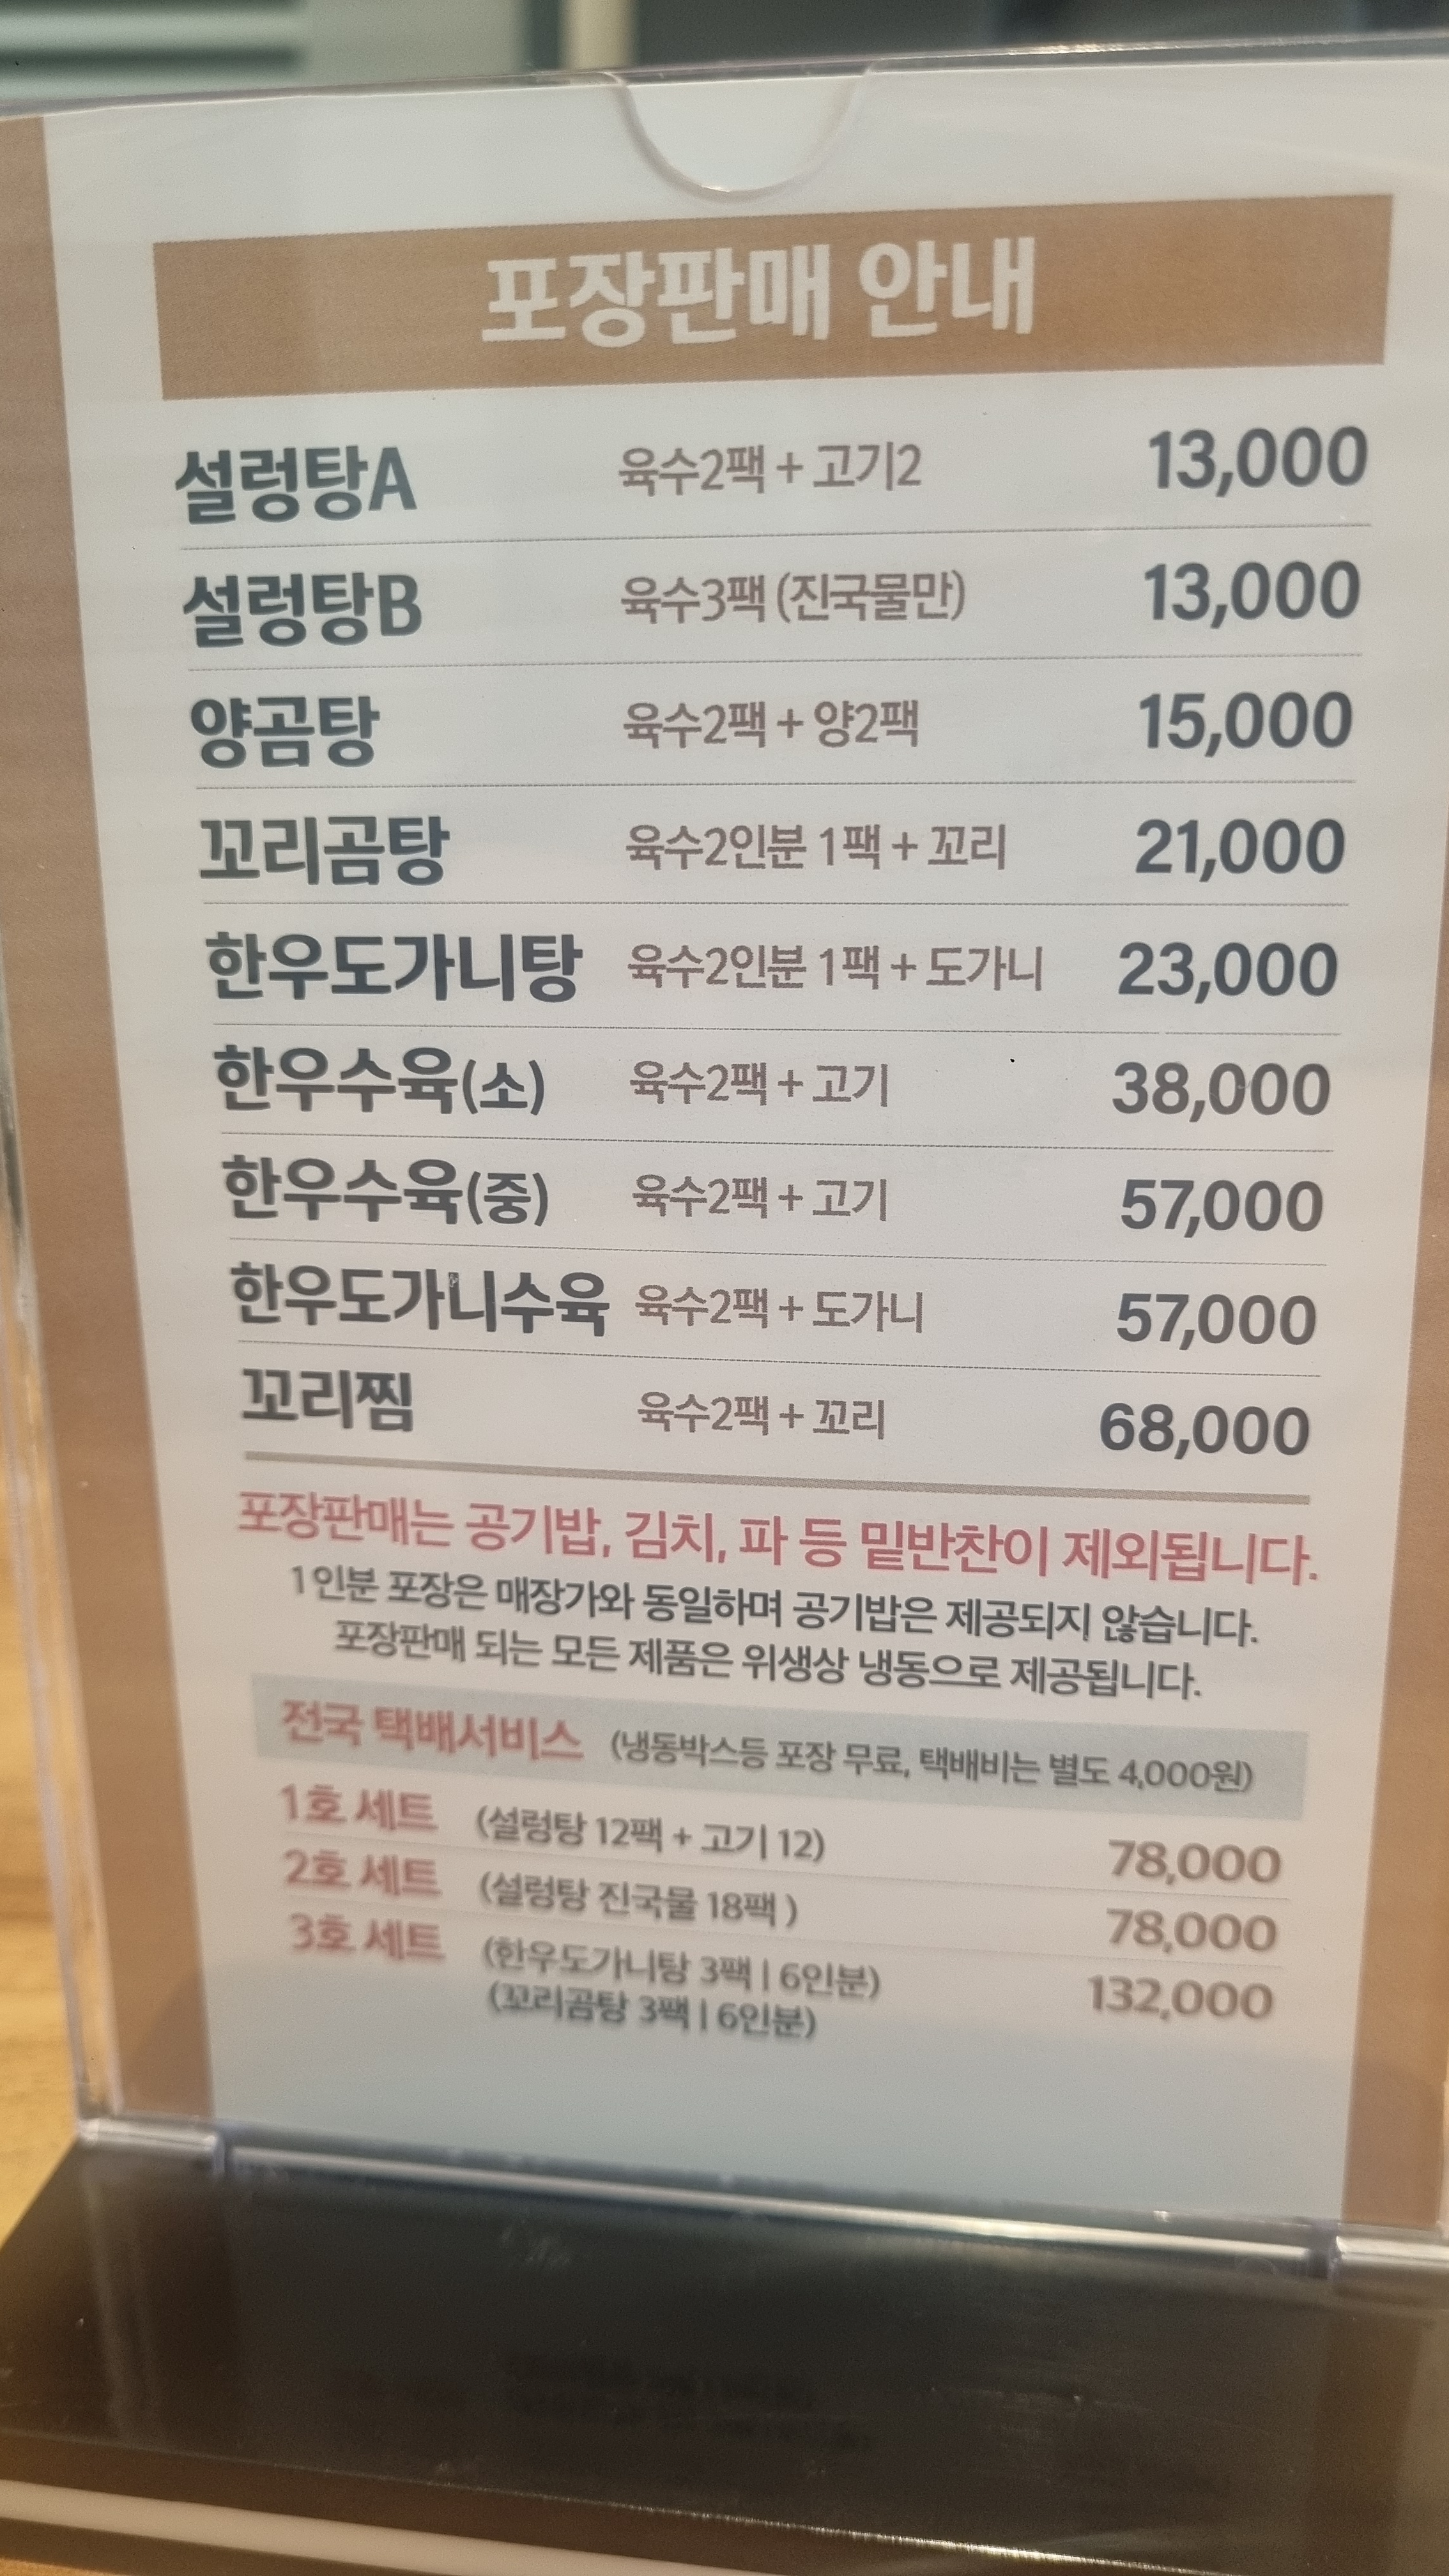 포장판매 안내
설렁탕A 육수2팩 + 고기2 13,000
설렁탕B 육수3팩 (진국물만) 13,000
양곰탕 육수2팩 + 양2팩 15,000
꼬리곰탕 육수2인분 1팩 + 꼬리 21,000
한우도가니탕 육수2인분 1팩 + 도가니 23,000
한우수육(소) 육수2팩 + 고기 38,000
한우수육(중) 육수2팩 + 고기 57,000
한우도가니수육 육수2팩 + 도가니 57,000
꼬리찜 육수2팩 + 꼬리 68,000
포장판매는 공기밥, 김치, 파 등 밑반찬이 제외됩니다.
1인분 포장은 매장가와 동일하며 공기밥은 제공되지 않습니다.
포장판매 되는 모든 제품은 위생상 냉동으로 제공됩니다.
전국 택배서비스 (냉동박스등 포장 무료, 택배비는 별도 4,000원)
1호 세트 (설렁탕 12팩 + 고기 12) 78,000
2호 세트 (설렁탕 진국물 18팩 ) 78,000
3호 세트 (한우도가니탕 3팩 | 6인분) 132,000
(꼬리곰탕 3팩 | 6인분)